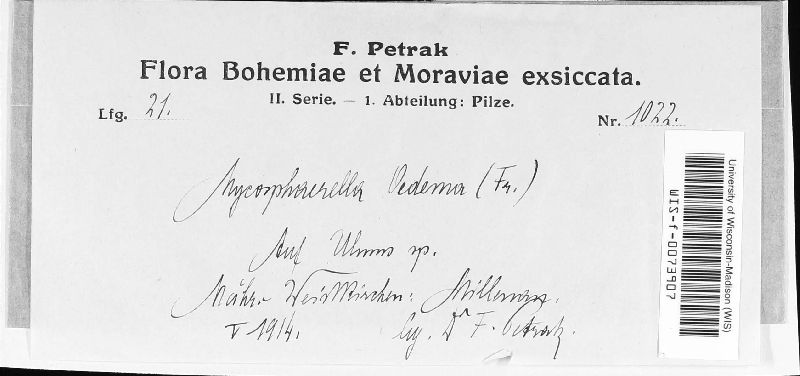 F. Petrak
Flora Bohemiae et Moraviae exsiccata.
II. Serie. — 1. Abteilung: Pilze.
Lfg. 21.
Nr. 1022.
Mycosphaerella Oedema (Fr.)
Auf Ulmus sp.
Mähr. Weisskirchen:
V 1914. lg. Dr F. Petrak.
University of Wisconsin-Madison (WIS)
WIS-f-0073907